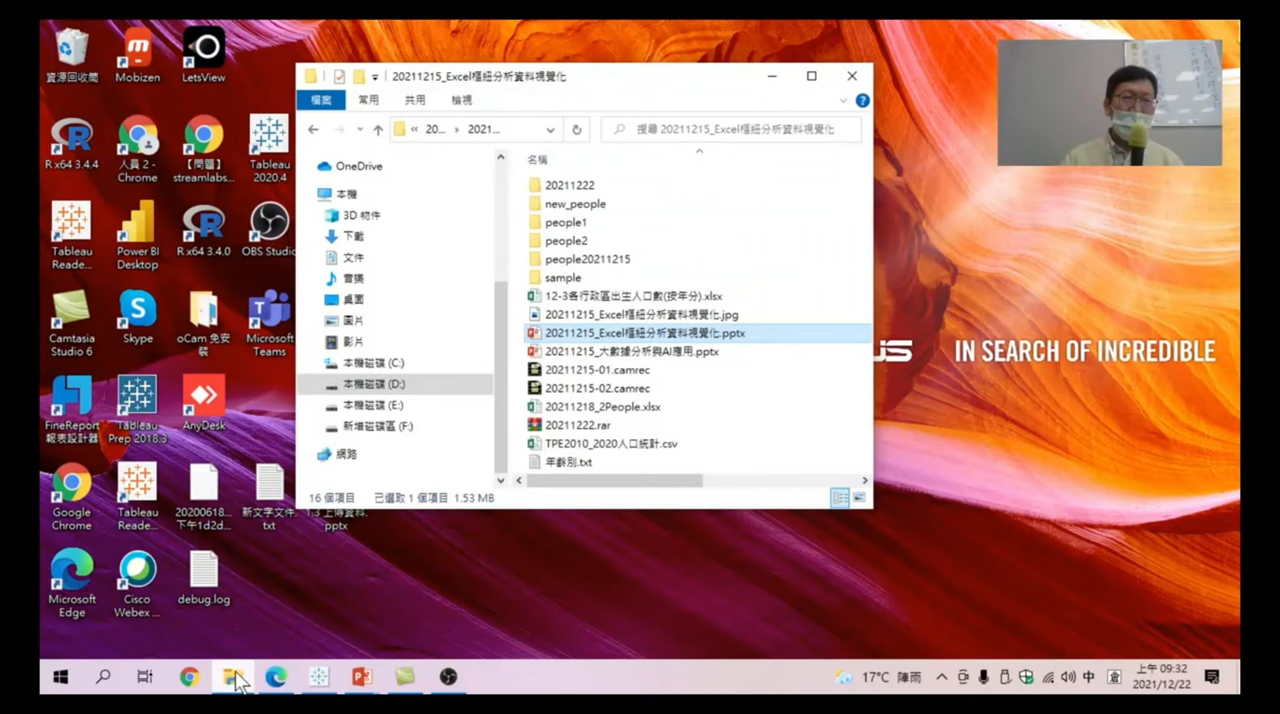 資源回收筒
Mobizen
LetsView
R x64 3.4.4
人員 2 -
Chrome
【問題】
streamlabs...
Tableau
2020.4
Tableau
Reade...
Power BI
Desktop
R x64 3.4.0
OBS Studio
Camtasia
Studio 6
Skype
oCam 免安
裝
Microsoft
Teams
FineReport
報表設計器
Tableau
Prep 2018.3
AnyDesk
Google
Chrome
Tableau
Reade...
20200618...
下午1d2d...
新文字文件.
txt
1.3 上傳資料.
pptx
Microsoft
Edge
Cisco
Webex ...
debug.log
20211215_Excel樞紐分析資料視覺化
檔案
常用
共用
檢視
« 20... › 2021...
搜尋 20211215_Excel樞紐分析資料視覺化
OneDrive
本機
3D 物件
下載
文件
音樂
桌面
圖片
影片
本機磁碟 (C:)
本機磁碟 (D:)
本機磁碟 (E:)
新增磁碟區 (F:)
網路
名稱
20211222
new_people
people1
people2
people20211215
sample
12-3各行政區出生人口數(按年分).xlsx
20211215_Excel樞紐分析資料視覺化.jpg
20211215_Excel樞紐分析資料視覺化.pptx
20211215_大數據分析與AI應用.pptx
20211215-01.camrec
20211215-02.camrec
20211218_2People.xlsx
20211222.rar
TPE2010_2020人口統計.csv
年齡別.txt
16 個項目
已選取 1 個項目 1.53 MB
IN SEARCH OF INCREDIBLE
17°C 陣雨
中
倉
上午 09:32
2021/12/22